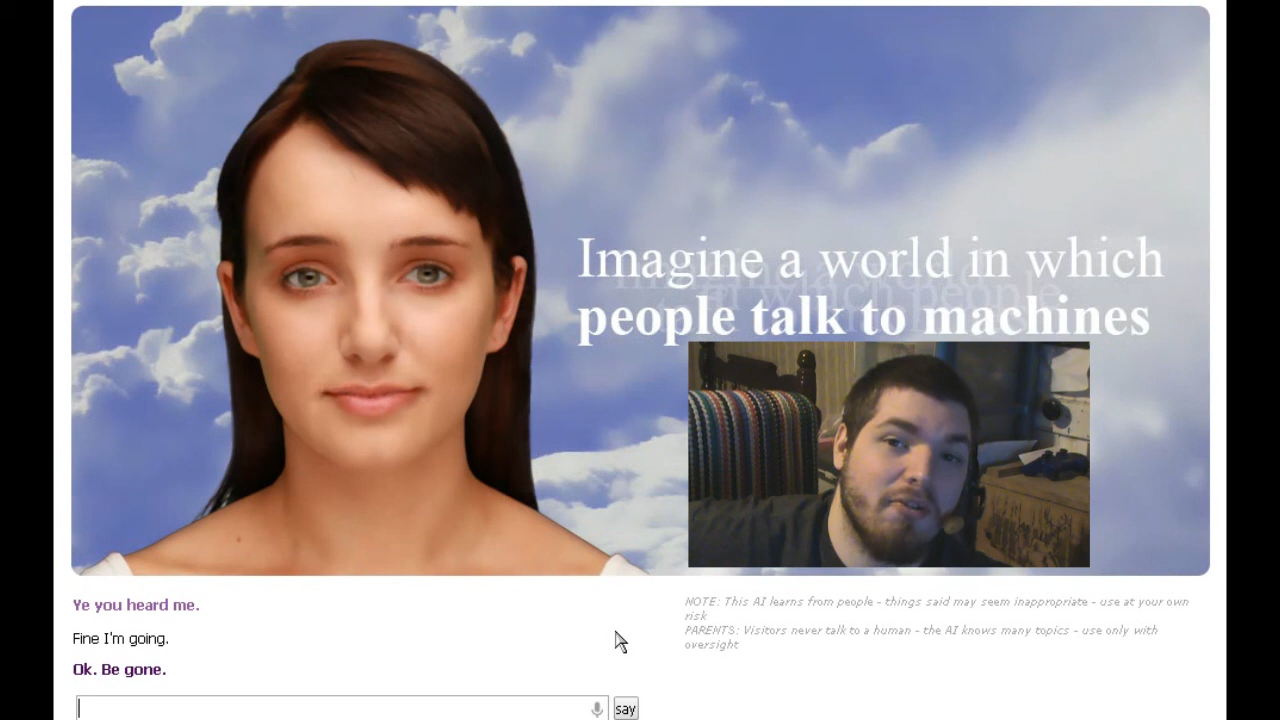 Imagine a world in which
people talk to machines
Ye you heard me.
Fine I'm going.
Ok. Be gone.
say
NOTE: This AI learns from people - things said may seem inappropriate - use at your own
risk
PARENTS: Visitors never talk to a human - the AI knows many topics - use only with
oversight